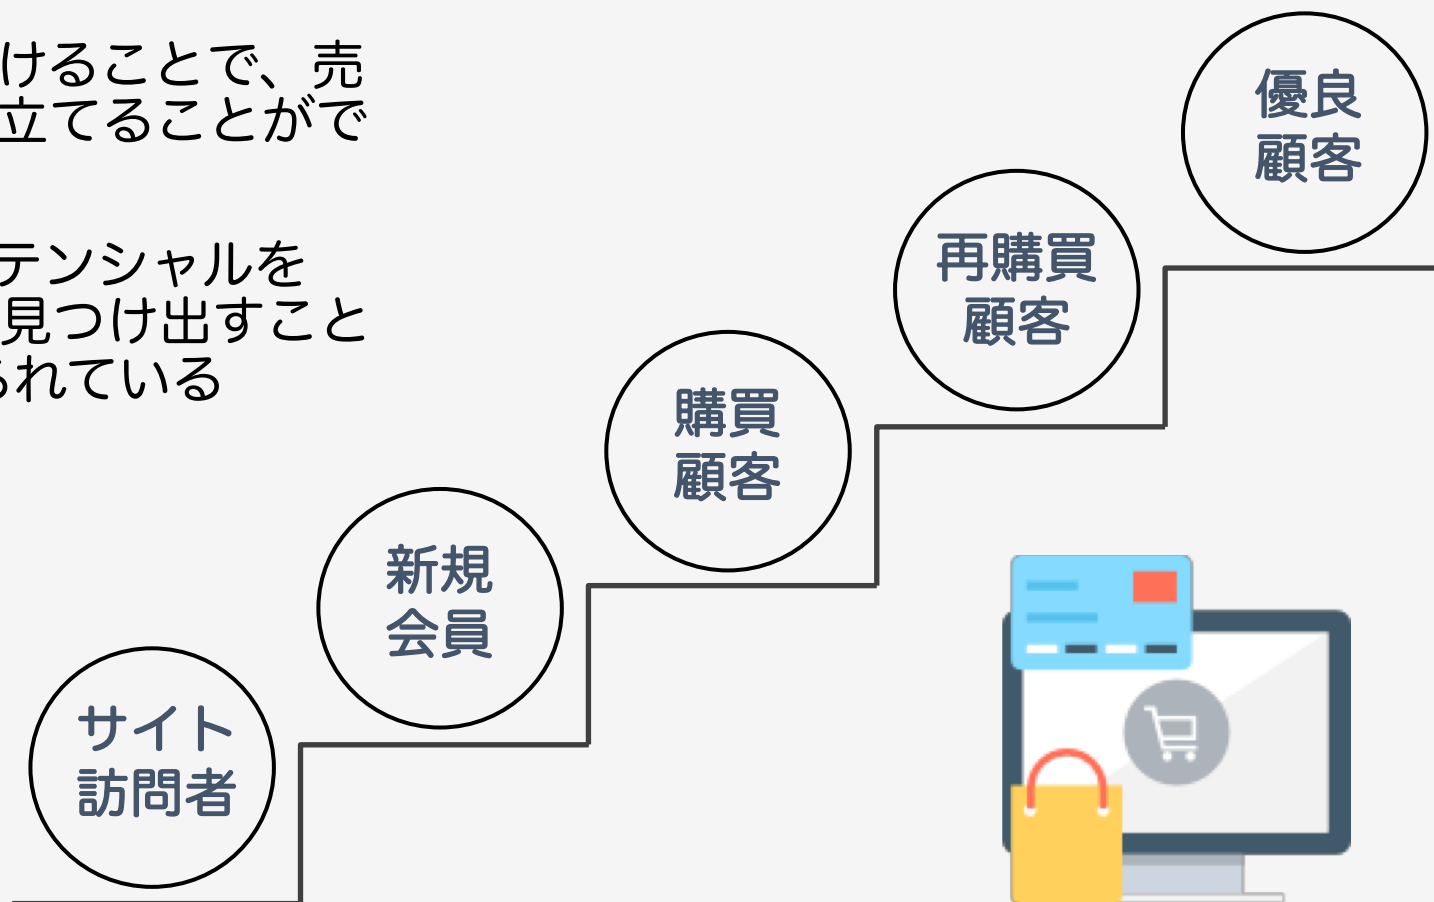 けることで、売
立てることがで
テンシャルを
見つけ出すこと
れている
優良
顧客
再購買
顧客
購買
顧客
新規
会員
サイト
訪問者